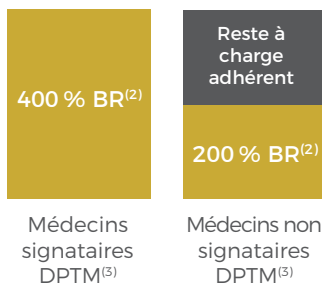 400 % BR(2)
Reste à
charge
adhérent
200 % BR(2)
Médecins
signataires
DPTM(3)
Médecins non
signataires
DPTM(3)